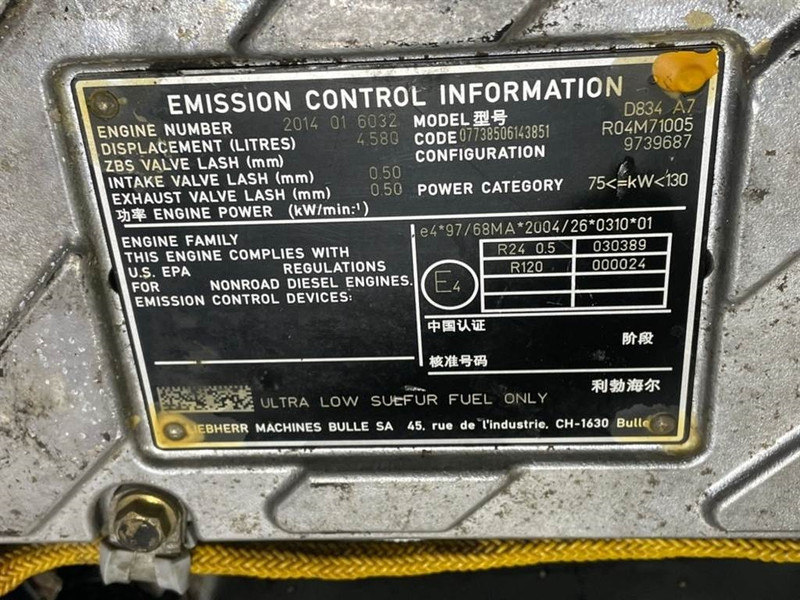 EMISSION CONTROL INFORMATION
ENGINE NUMBER 2014 01 6032 MODEL型号 D834 A7
DISPLACEMENT (LITRES) 4.580 CODE 07738506143851 R04M71005
ZBS VALVE LASH (mm) CONFIGURATION 9739687
INTAKE VALVE LASH (mm) 0.50
EXHAUST VALVE LASH (mm) 0.50 POWER CATEGORY 75<=kW<130
功率 ENGINE POWER (kW/min.-¹)
ENGINE FAMILY
THIS ENGINE COMPLIES WITH
U.S. EPA REGULATIONS
FOR NONROAD DIESEL ENGINES.
EMISSION CONTROL DEVICES:
e4*97/68MA*2004/26*0310*01
E4
R24 0.5 030389
R120 000024
中国认证
阶段
核准号码
利勃海尔
ULTRA LOW SULFUR FUEL ONLY
LIEBHERR MACHINES BULLE SA 45, rue de l'industrie, CH-1630 Bulle